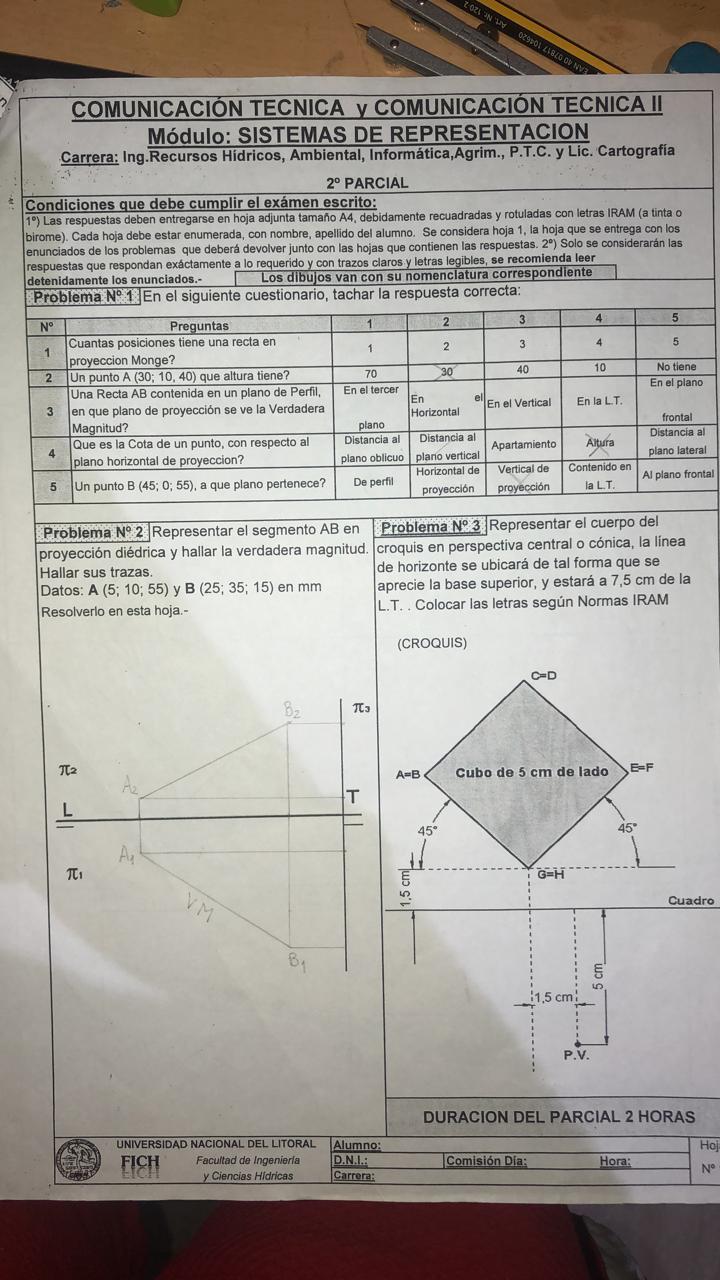 Art. Nr. 120 2
EAN 40 07817 104620
COMUNICACIÓN TECNICA y COMUNICACIÓN TECNICA II
Módulo: SISTEMAS DE REPRESENTACION
Carrera: Ing.Recursos Hídricos, Ambiental, Informática,Agrim., P.T.C. y Lic. Cartografía
2º PARCIAL
Condiciones que debe cumplir el exámen escrito:
1º) Las respuestas deben entregarse en hoja adjunta tamaño A4, debidamente recuadradas y rotuladas con letras IRAM (a tinta o
birome). Cada hoja debe estar enumerada, con nombre, apellido del alumno. Se considera hoja 1, la hoja que se entrega con los
enunciados de los problemas que deberá devolver junto con las hojas que contienen las respuestas. 2º) Solo se considerarán las
respuestas que respondan exáctamente a lo requerido y con trazos claros y letras legibles, se recomienda leer
detenidamente los enunciados.- Los dibujos van con su nomenclatura correspondiente
Problema Nº 1 En el siguiente cuestionario, tachar la respuesta correcta:
Nº Preguntas 1 2 3 4 5
1 Cuantas posiciones tiene una recta en
proyeccion Monge? 1 2 3 4 5
2 Un punto A (30; 10, 40) que altura tiene? 70 30 40 10 No tiene
3 Una Recta AB contenida en un plano de Perfil,
en que plano de proyección se ve la Verdadera
Magnitud?
En el tercer
plano
En el
Horizontal
En el Vertical
En la L.T.
En el plano
frontal
4 Que es la Cota de un punto, con respecto al
plano horizontal de proyeccion?
Distancia al
plano oblicuo
Distancia al
plano vertical
Apartamiento
Altura
Distancia al
plano lateral
5 Un punto B (45; 0; 55), a que plano pertenece?
De perfil
Horizontal de
proyección
Vertical de
proyección
Contenido en
la L.T.
Al plano frontal
Problema Nº 2 Representar el segmento AB en
proyección diédrica y hallar la verdadera magnitud.
Hallar sus trazas.
Datos: A (5; 10; 55) y B (25; 35; 15) en mm
Resolverlo en esta hoja.-
B2
π3
π2
A2
L
T
A1
π1
VM
B1
Problema Nº 3 Representar el cuerpo del
croquis en perspectiva central o cónica, la línea
de horizonte se ubicará de tal forma que se
aprecie la base superior, y estará a 7,5 cm de la
L.T. . Colocar las letras según Normas IRAM
(CROQUIS)
C=D
A=B
Cubo de 5 cm de lado
E=F
45°
45°
G=H
1,5 cm
Cuadro
1,5 cm
5 cm
P.V.
DURACION DEL PARCIAL 2 HORAS
UNIVERSIDAD NACIONAL DEL LITORAL
FICH
Facultad de Ingeniería
y Ciencias Hídricas
Alumno:
D.N.I.: Comisión Día: Hora:
Carrera:
Hoj
Nº